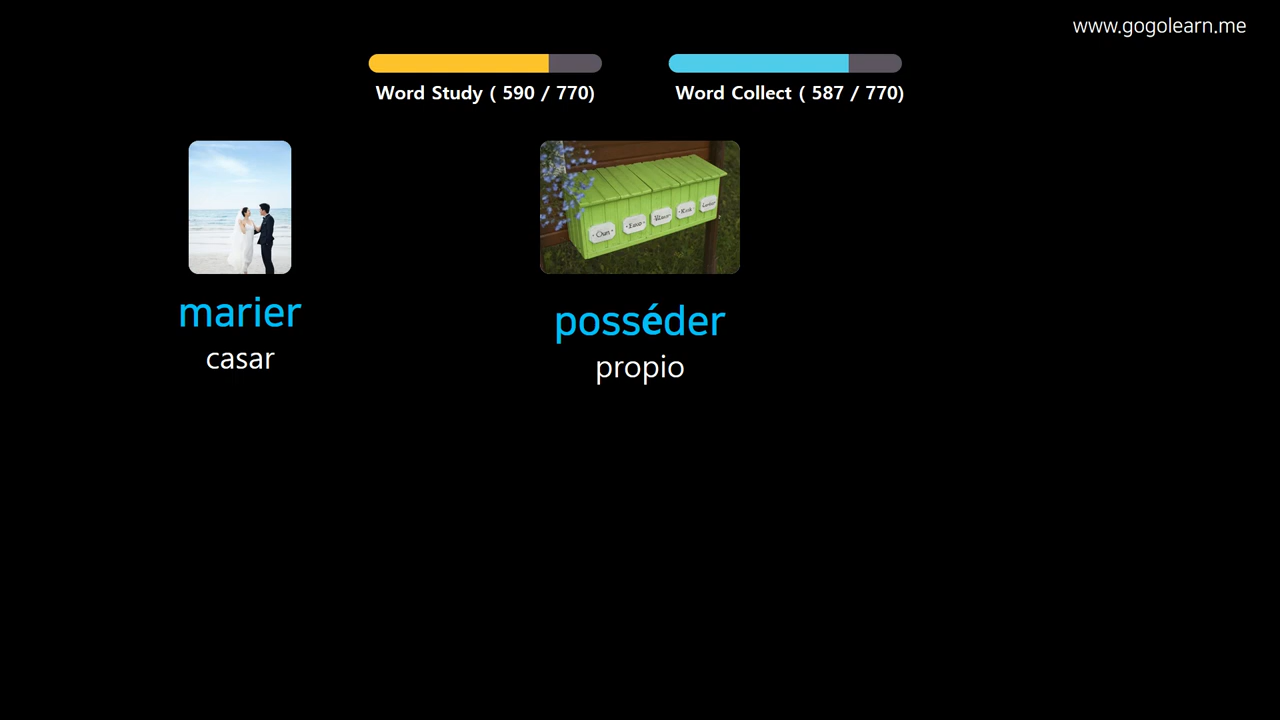 www.gogolearn.me
Word Study ( 590 / 770)
Word Collect ( 587 / 770)
marier
casar
posséder
propio